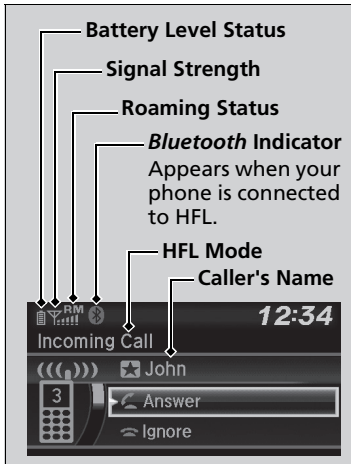 Battery Level Status
Signal Strength
Roaming Status
Bluetooth Indicator
Appears when your
phone is connected
to HFL.
HFL Mode
Caller's Name
RM
12:34
Incoming Call
John
3
Answer
Ignore